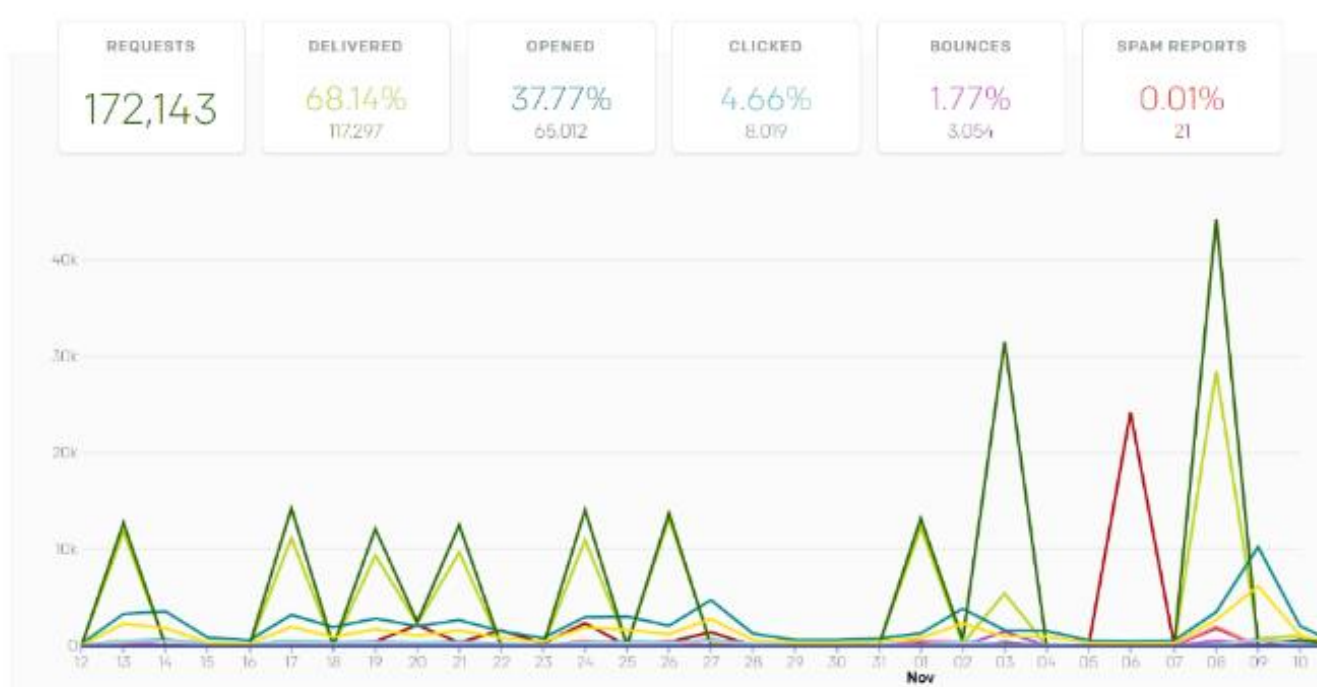 REQUESTS DELIVERED OPENED CLICKED BOUNCES SPAM REPORTS
172,143 68.14% 37.77% 4.66% 1.77% 0.01%
117.297 65.012 8.019 3.054 21
40k
30k
20k
10k
0
12 13 14 15 16 17 18 19 20 21 22 23 24 25 26 27 28 29 30 31 01 02 03 04 05 06 07 08 09 10
Nov